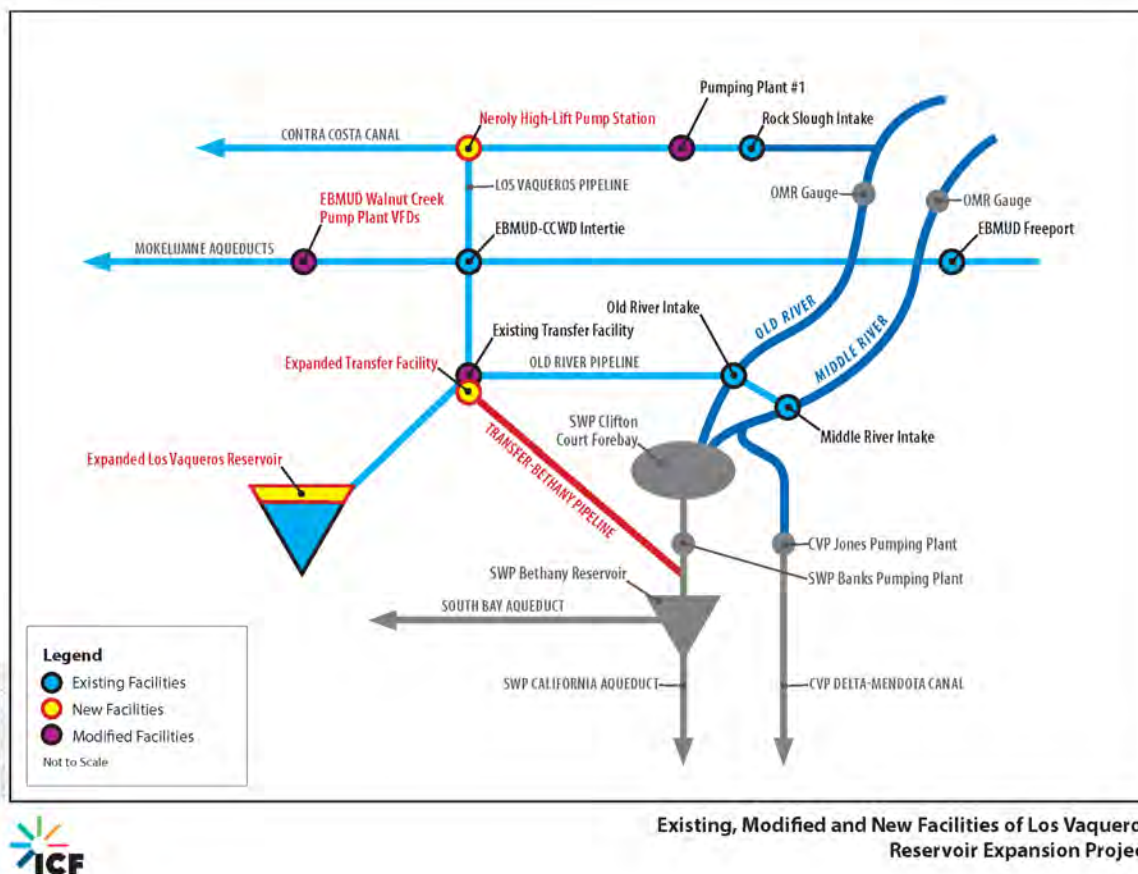 Pumping Plant #1
Neroly High-Lift Pump Station
Rock Slough Intake
CONTRA COSTA CANAL
LOS VAQUEROS PIPELINE
OMR Gauge
OMR Gauge
EBMUD Walnut Creek
Pump Plant VFDs
EBMUD-CCWD Intertie
EBMUD Freeport
MOKELUMNE AQUEDUCTS
Old River Intake
OLD RIVER
MIDDLE RIVER
Existing Transfer Facility
Expanded Transfer Facility
OLD RIVER PIPELINE
SWP Clifton
Court Forebay
Middle River Intake
Expanded Los Vaqueros Reservoir
TRANSFER-BETHANY PIPELINE
CVP Jones Pumping Plant
SWP Bethany Reservoir
SWP Banks Pumping Plant
SOUTH BAY AQUEDUCT
SWP CALIFORNIA AQUEDUCT
CVP DELTA-MENDOTA CANAL
Legend
Existing Facilities
New Facilities
Modified Facilities
Not to Scale
ICF
Existing, Modified and New Facilities of Los Vaquero
Reservoir Expansion Projec